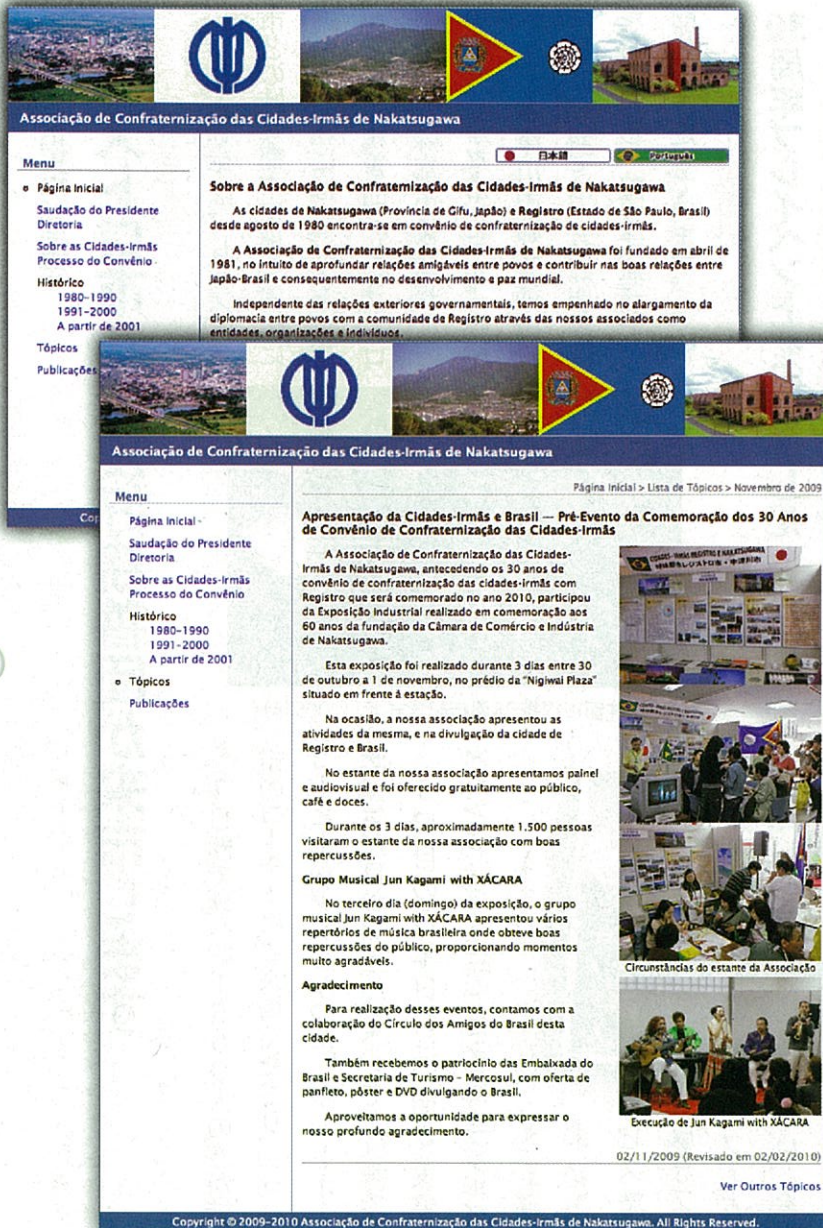 Associação de Confraternização das Cidades-Irmãs de Nakatsugawa
日本語
Português
Menu
Página Inicial
Saudação do Presidente
Diretoria
Sobre as Cidades-Irmãs
Processo do Convênio
Histórico
1980-1990
1991-2000
A partir de 2001
Tópicos
Publicações
Sobre a Associação de Confraternização das Cidades-Irmãs de Nakatsugawa
As cidades de Nakatsugawa (Província de Gifu, Japão) e Registro (Estado de São Paulo, Brasil)
desde agosto de 1980 encontra-se em convênio de confraternização de cidades-irmãs.
A Associação de Confraternização das Cidades-Irmãs de Nakatsugawa foi fundado em abril de
1981, no intuito de aprofundar relações amigáveis entre povos e contribuir nas boas relações entre
Japão-Brasil e consequentemente no desenvolvimento e paz mundial.
Independente das relações exteriores governamentais, temos empenhado no alargamento da
diplomacia entre povos com a comunidade de Registro através das nossos associados como
entidades, organizações e indivíduos.
Cop
Associação de Confraternização das Cidades-Irmãs de Nakatsugawa
Página Inicial > Lista de Tópicos > Novembro de 2009
Menu
Página Inicial
Saudação do Presidente
Diretoria
Sobre as Cidades-Irmãs
Processo do Convênio
Histórico
1980-1990
1991-2000
A partir de 2001
Tópicos
Publicações
Apresentação da Cidades-Irmãs e Brasil — Pré-Evento da Comemoração dos 30 Anos
de Convênio de Confraternização das Cidades-Irmãs
A Associação de Confraternização das Cidades-
Irmãs de Nakatsugawa, antecedendo os 30 anos de
convênio de confraternização das cidades-irmãs com
Registro que será comemorado no ano 2010, participou
da Exposição Industrial realizado em comemoração aos
60 anos da fundação da Câmara de Comércio e Indústria
de Nakatsugawa.
Esta exposição foi realizado durante 3 dias entre 30
de outubro a 1 de novembro, no prédio da "Nigiwai Plaza"
situado em frente à estação.
Na ocasião, a nossa associação apresentou as
atividades da mesma, e na divulgação da cidade de
Registro e Brasil.
No estante da nossa associação apresentamos painel
e audiovisual e foi oferecido gratuitamente ao público,
café e doces.
Durante os 3 dias, aproximadamente 1.500 pessoas
visitaram o estante da nossa associação com boas
repercussões.
Grupo Musical Jun Kagami with XÁCARA
No terceiro dia (domingo) da exposição, o grupo
musical Jun Kagami with XÁCARA apresentou vários
repertórios de música brasileira onde obteve boas
repercussões do público, proporcionando momentos
muito agradáveis.
Agradecimento
Para realização desses eventos, contamos com a
colaboração do Círculo dos Amigos do Brasil desta
cidade.
Também recebemos o patriocínio das Embaixada do
Brasil e Secretaria de Turismo - Mercosul, com oferta de
panfleto, pôster e DVD divulgando o Brasil.
Aproveitamos a oportunidade para expressar o
nosso profundo agradecimento.
CIDADES-IRMÃS REGISTRO E NAKATSUGAWA
Circunstâncias do estante da Associação
Execução de Jun Kagami with XÁCARA
02/11/2009 (Revisado em 02/02/2010)
Ver Outros Tópicos
Copyright © 2009-2010 Associação de Confraternização das Cidades-Irmãs de Nakatsugawa. All Rights Reserved.